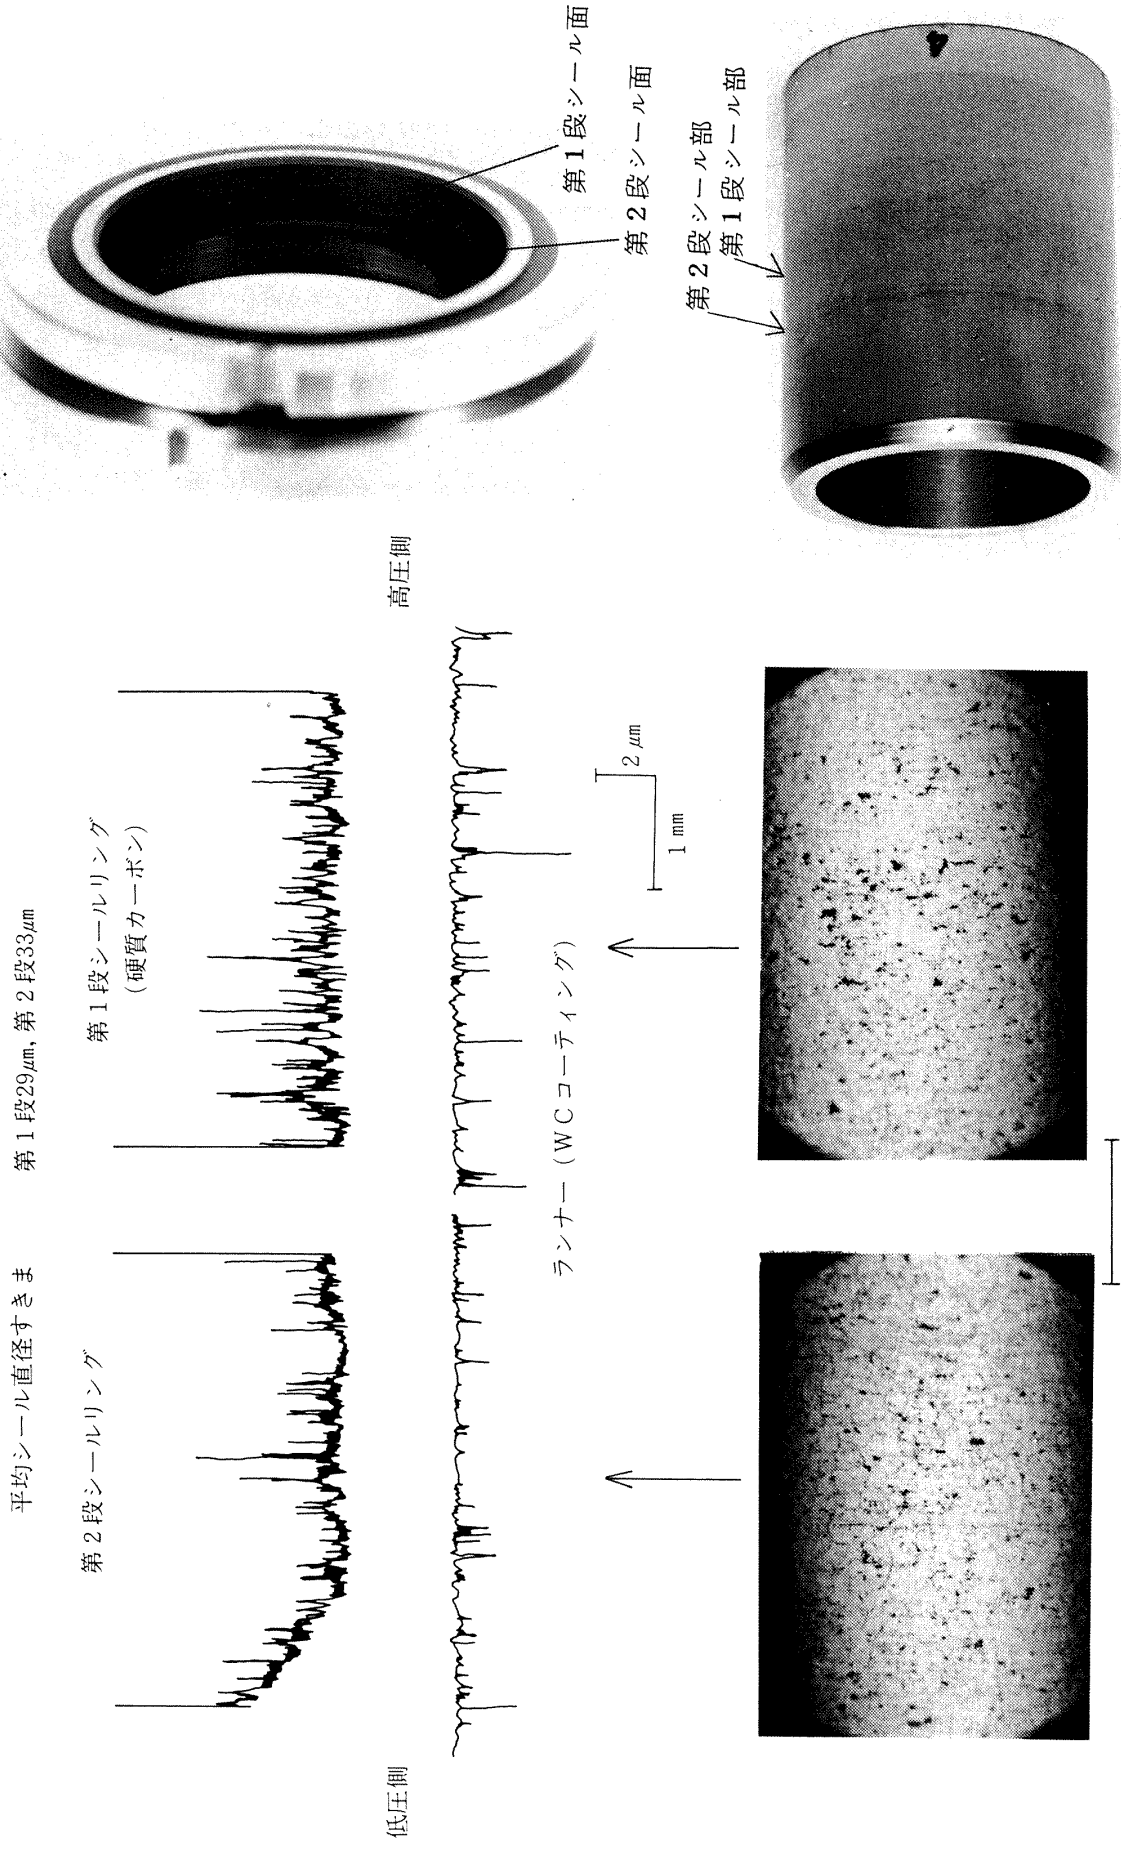 平均シール直径すきま　第1段29μm, 第2段33μm
第2段シールリング
第1段シールリング
(硬質カーボン)
低圧側
高圧側
ランナー (WCコーティング)
2 μm
1 mm
第1段シール面
第2段シール面
第2段シール部
第1段シール部